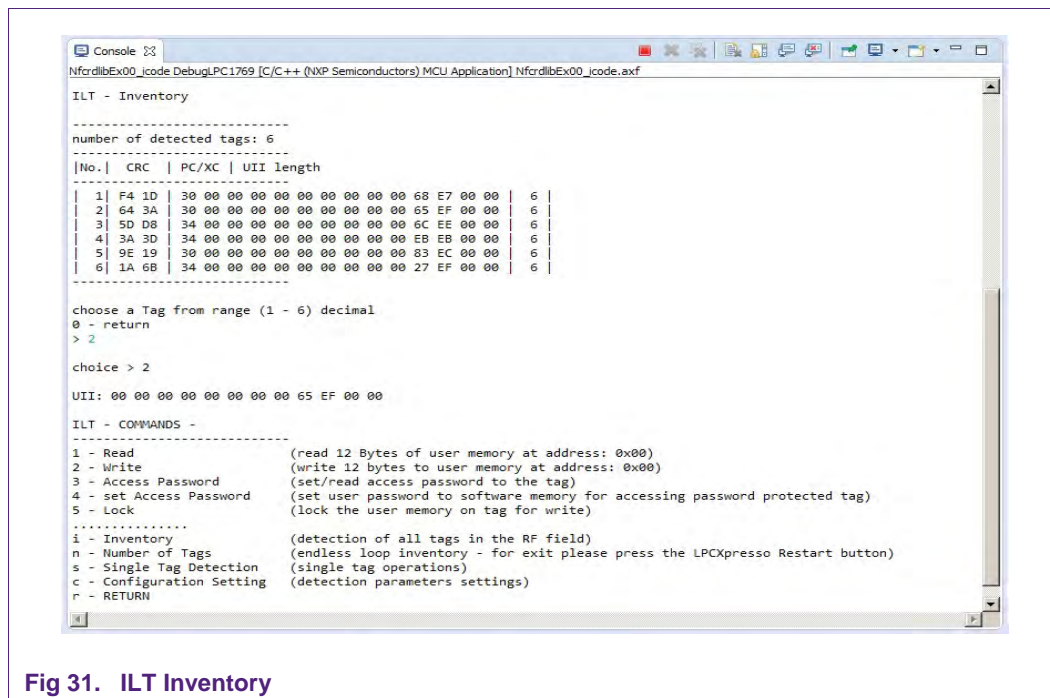 Console
NfcrdlibEx00_icode DebugLPC1769 [C/C++ (NXP Semiconductors) MCU Application] NfcrdlibEx00_icode.axf
ILT - Inventory
-----------------------------
number of detected tags: 6
-----------------------------
|No.|  CRC  | PC/XC | UII length
-----------------------------
|  1| F4 1D | 30 00 00 00 00 00 00 00 00 00 68 E7 00 00 |  6 |
|  2| 64 3A | 30 00 00 00 00 00 00 00 00 00 65 EF 00 00 |  6 |
|  3| 5D D8 | 34 00 00 00 00 00 00 00 00 00 6C EE 00 00 |  6 |
|  4| 3A 3D | 34 00 00 00 00 00 00 00 00 00 EB EB 00 00 |  6 |
|  5| 9E 19 | 30 00 00 00 00 00 00 00 00 00 83 EC 00 00 |  6 |
|  6| 1A 6B | 34 00 00 00 00 00 00 00 00 00 27 EF 00 00 |  6 |
-----------------------------
choose a Tag from range (1 - 6) decimal
0 - return
> 2
choice > 2
UII: 00 00 00 00 00 00 00 00 65 EF 00 00
ILT - COMMANDS -
-----------------------------
1 - Read (read 12 Bytes of user memory at address: 0x00)
2 - Write (write 12 bytes to user memory at address: 0x00)
3 - Access Password (set/read access password to the tag)
4 - set Access Password (set user password to software memory for accessing password protected tag)
5 - Lock (lock the user memory on tag for write)
...............
i - Inventory (detection of all tags in the RF field)
n - Number of Tags (endless loop inventory - for exit please press the LPCXpresso Restart button)
s - Single Tag Detection (single tag operations)
c - Configuration Setting (detection parameters settings)
r - RETURN
Fig 31. ILT Inventory